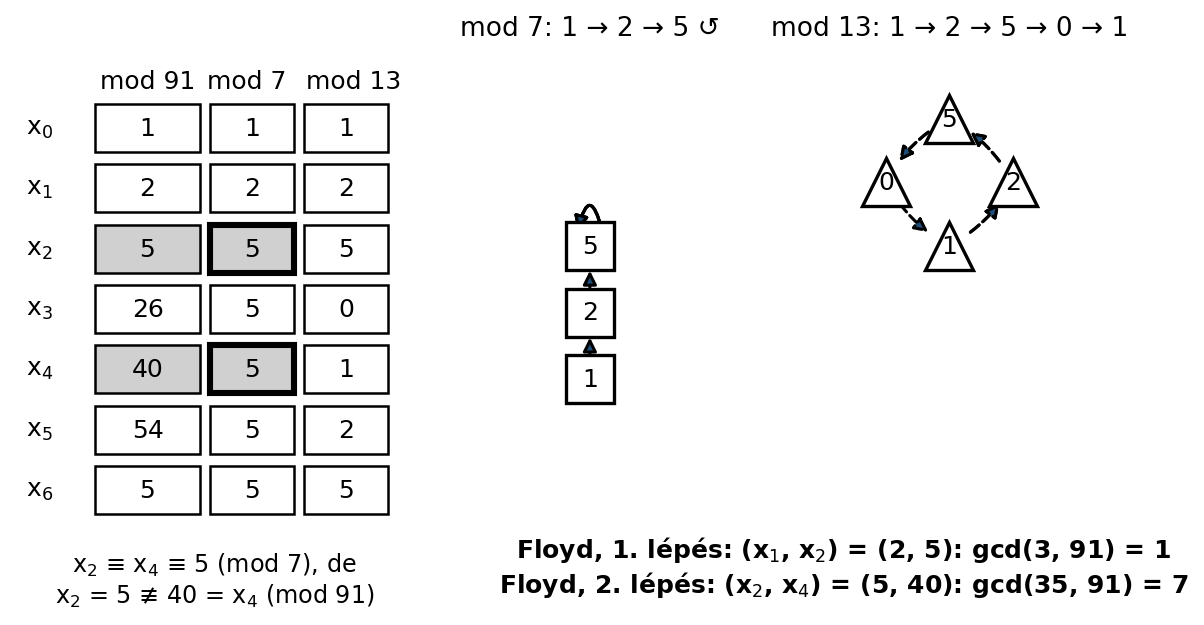 mod 7: 1 → 2 → 5 ↺ mod 13: 1 → 2 → 5 → 0 → 1
mod 91 mod 7 mod 13
x₀ 1 1 1
x₁ 2 2 2
x₂ 5 5 5
x₃ 26 5 0
x₄ 40 5 1
x₅ 54 5 2
x₆ 5 5 5
5
2
1
5
0 2
1
x₂ ≡ x₄ ≡ 5 (mod 7), de
x₂ = 5 ≢ 40 = x₄ (mod 91)
Floyd, 1. lépés: (x₁, x₂) = (2, 5): gcd(3, 91) = 1
Floyd, 2. lépés: (x₂, x₄) = (5, 40): gcd(35, 91) = 7